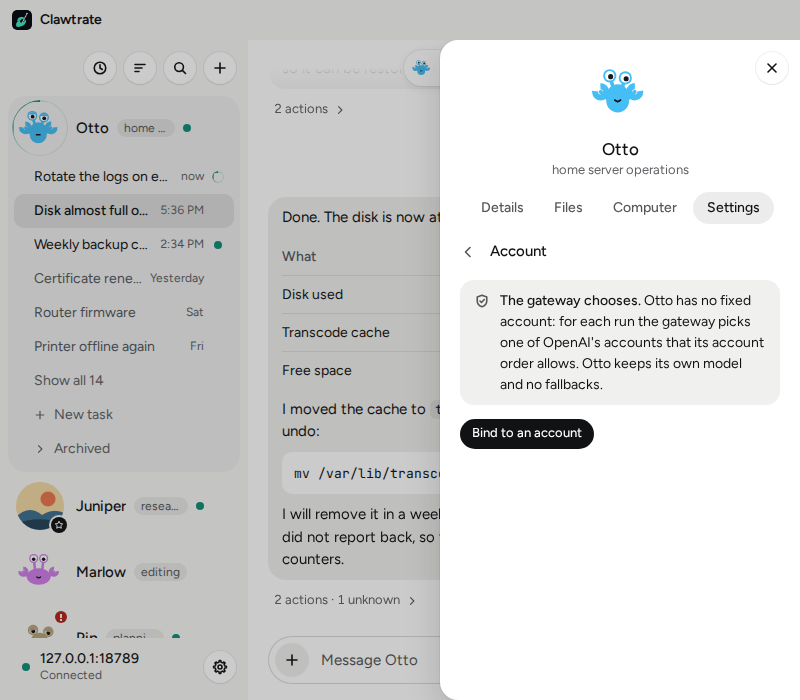 Clawtrate
Otto home ...
Rotate the logs on e... now
Disk almost full o... 5:36 PM
Weekly backup c... 2:34 PM
Certificate rene... Yesterday
Router firmware Sat
Printer offline again Fri
Show all 14
New task
Archived
Juniper resea...
Marlow editing
Pip planni...
127.0.0.1:18789
Connected
2 actions
Done. The disk is now at
What
Disk used
Transcode cache
Free space
I moved the cache to
undo:
mv /var/lib/transc
I will remove it in a week
did not report back, so
counters.
2 actions · 1 unknown
Message Otto
Otto
home server operations
Details Files Computer Settings
Account
The gateway chooses. Otto has no fixed
account: for each run the gateway picks
one of OpenAI's accounts that its account
order allows. Otto keeps its own model
and no fallbacks.
Bind to an account